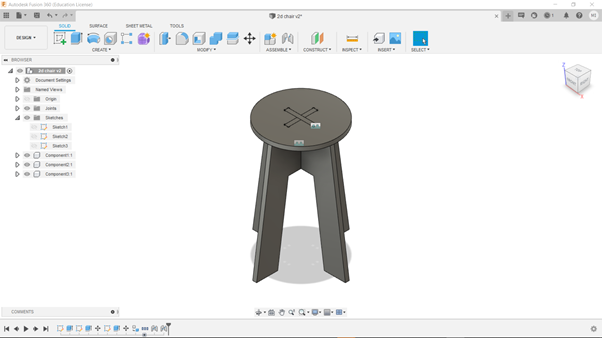 Autodesk Fusion 360 (Education License)
2d chair v2*
DESIGN
SOLID SURFACE SHEET METAL TOOLS
CREATE MODIFY ASSEMBLE CONSTRUCT INSPECT INSERT SELECT
BROWSER
2d chair v2
Document Settings
Named Views
Origin
Joints
Sketches
Sketch1
Sketch2
Sketch3
Component1:1
Component2:1
Component3:1
COMMENTS